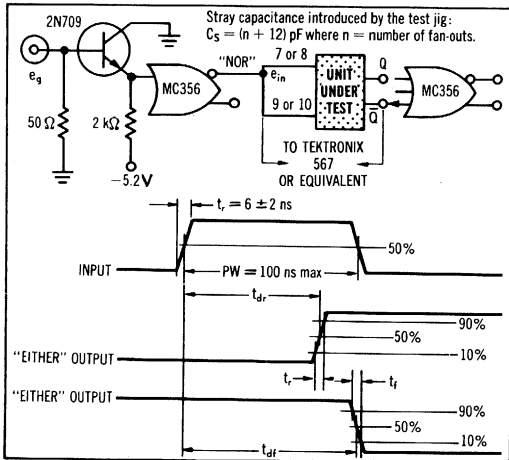 Stray capacitance introduced by the test jig:
C_S = (n + 12) pF where n = number of fan-outs.
2N709
e_g
50 Ω
2 kΩ
−5.2V
MC356
"NOR"
7 or 8
e_in
9 or 10
UNIT
UNDER
TEST
Q
Q̅
MC356
TO TEKTRONIX
567
OR EQUIVALENT
t_r = 6 ± 2 ns
50%
INPUT
PW = 100 ns max
t_dr
90%
50%
10%
"EITHER" OUTPUT
t_r
t_f
"EITHER" OUTPUT
90%
50%
10%
t_df